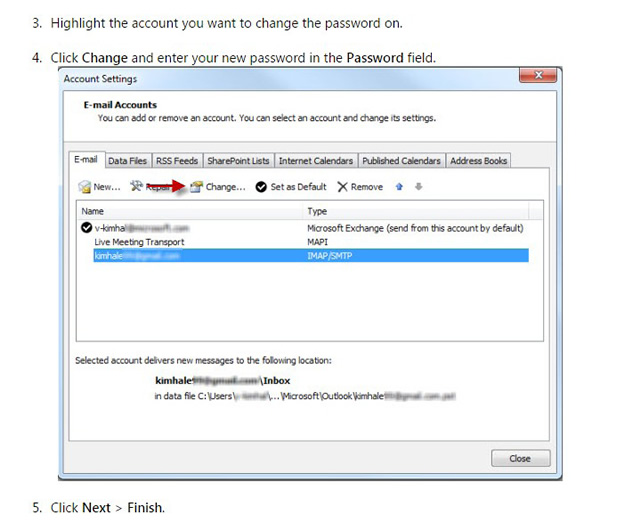 3. Highlight the account you want to change the password on.
4. Click Change and enter your new password in the Password field.
Account Settings
E-mail Accounts
You can add or remove an account. You can select an account and change its settings.
E-mail Data Files RSS Feeds SharePoint Lists Internet Calendars Published Calendars Address Books
New... Repair Change... Set as Default Remove
Name Type
v-kimha Microsoft Exchange (send from this account by default)
Live Meeting Transport MAPI
kimhale IMAP/SMTP
Selected account delivers new messages to the following location:
kimhale \Inbox
in data file C:\Users\ \...\Microsoft\Outlook\kimhale
Close
5. Click Next > Finish.